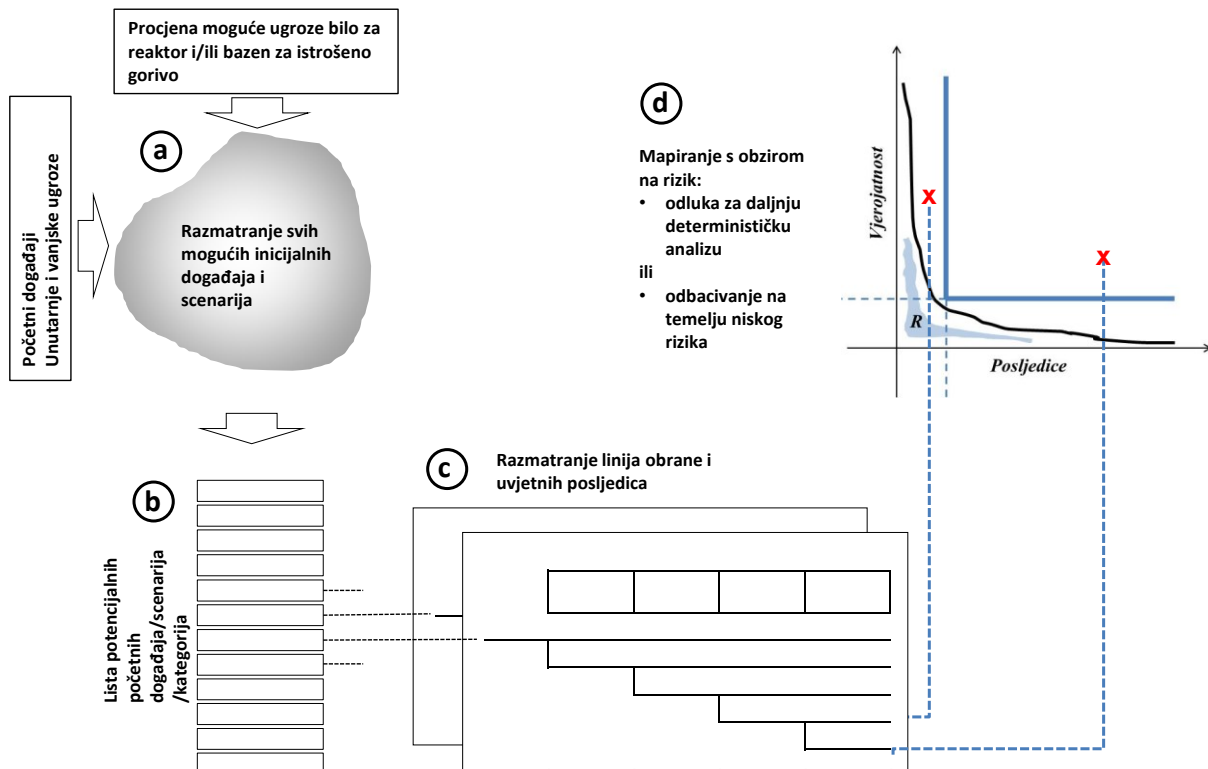 Procjena moguće ugroze bilo za
reaktor i/ili bazen za istrošeno
gorivo
Početni događaji
Unutarnje i vanjske ugroze
a
Razmatranje svih
mogućih inicijalnih
događaja i
scenarija
b
Lista potencijalnih
početnih
događaja/scenarija
/kategorija
c
Razmatranje linija obrane i
uvjetnih posljedica
d
Mapiranje s obzirom
na rizik:
• odluka za daljnju
determinističku
analizu
ili
• odbacivanje na
temelju niskog
rizika
Vjerojatnost
x
x
R
Posljedice